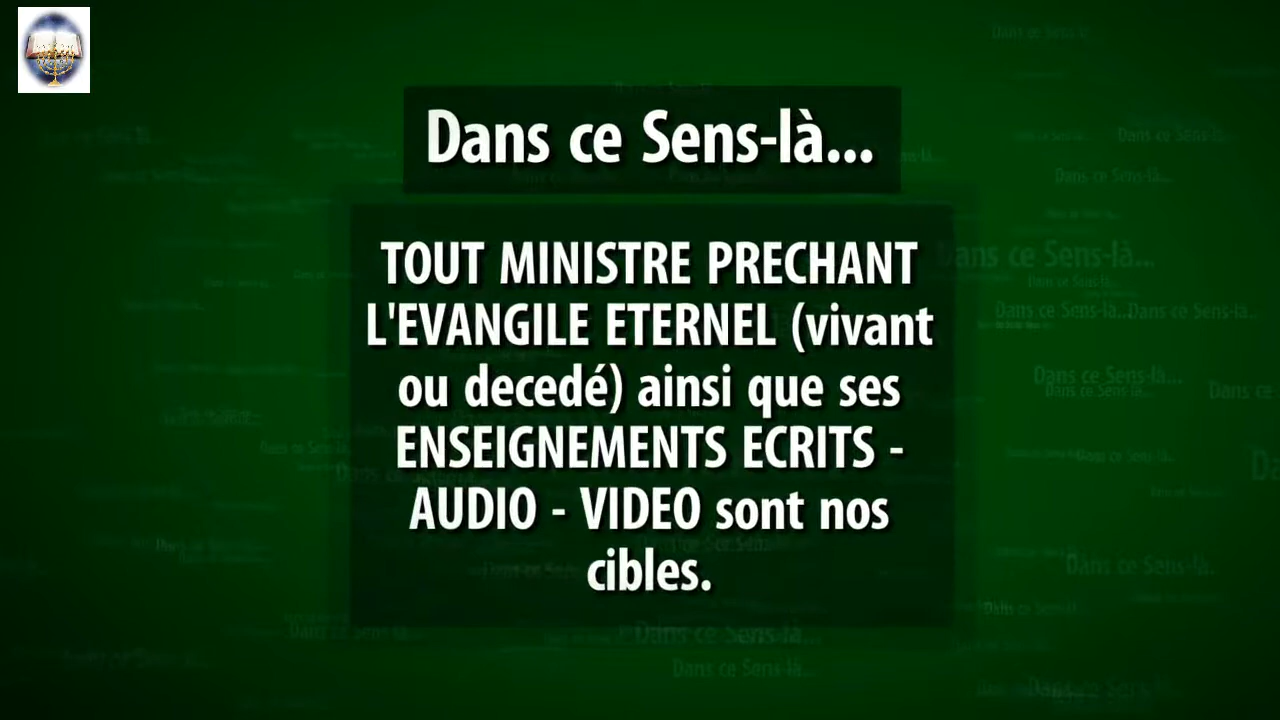 Dans ce Sens-là...
TOUT MINISTRE PRECHANT
L'EVANGILE ETERNEL (vivant
ou decedé) ainsi que ses
ENSEIGNEMENTS ECRITS -
AUDIO - VIDEO sont nos
cibles.